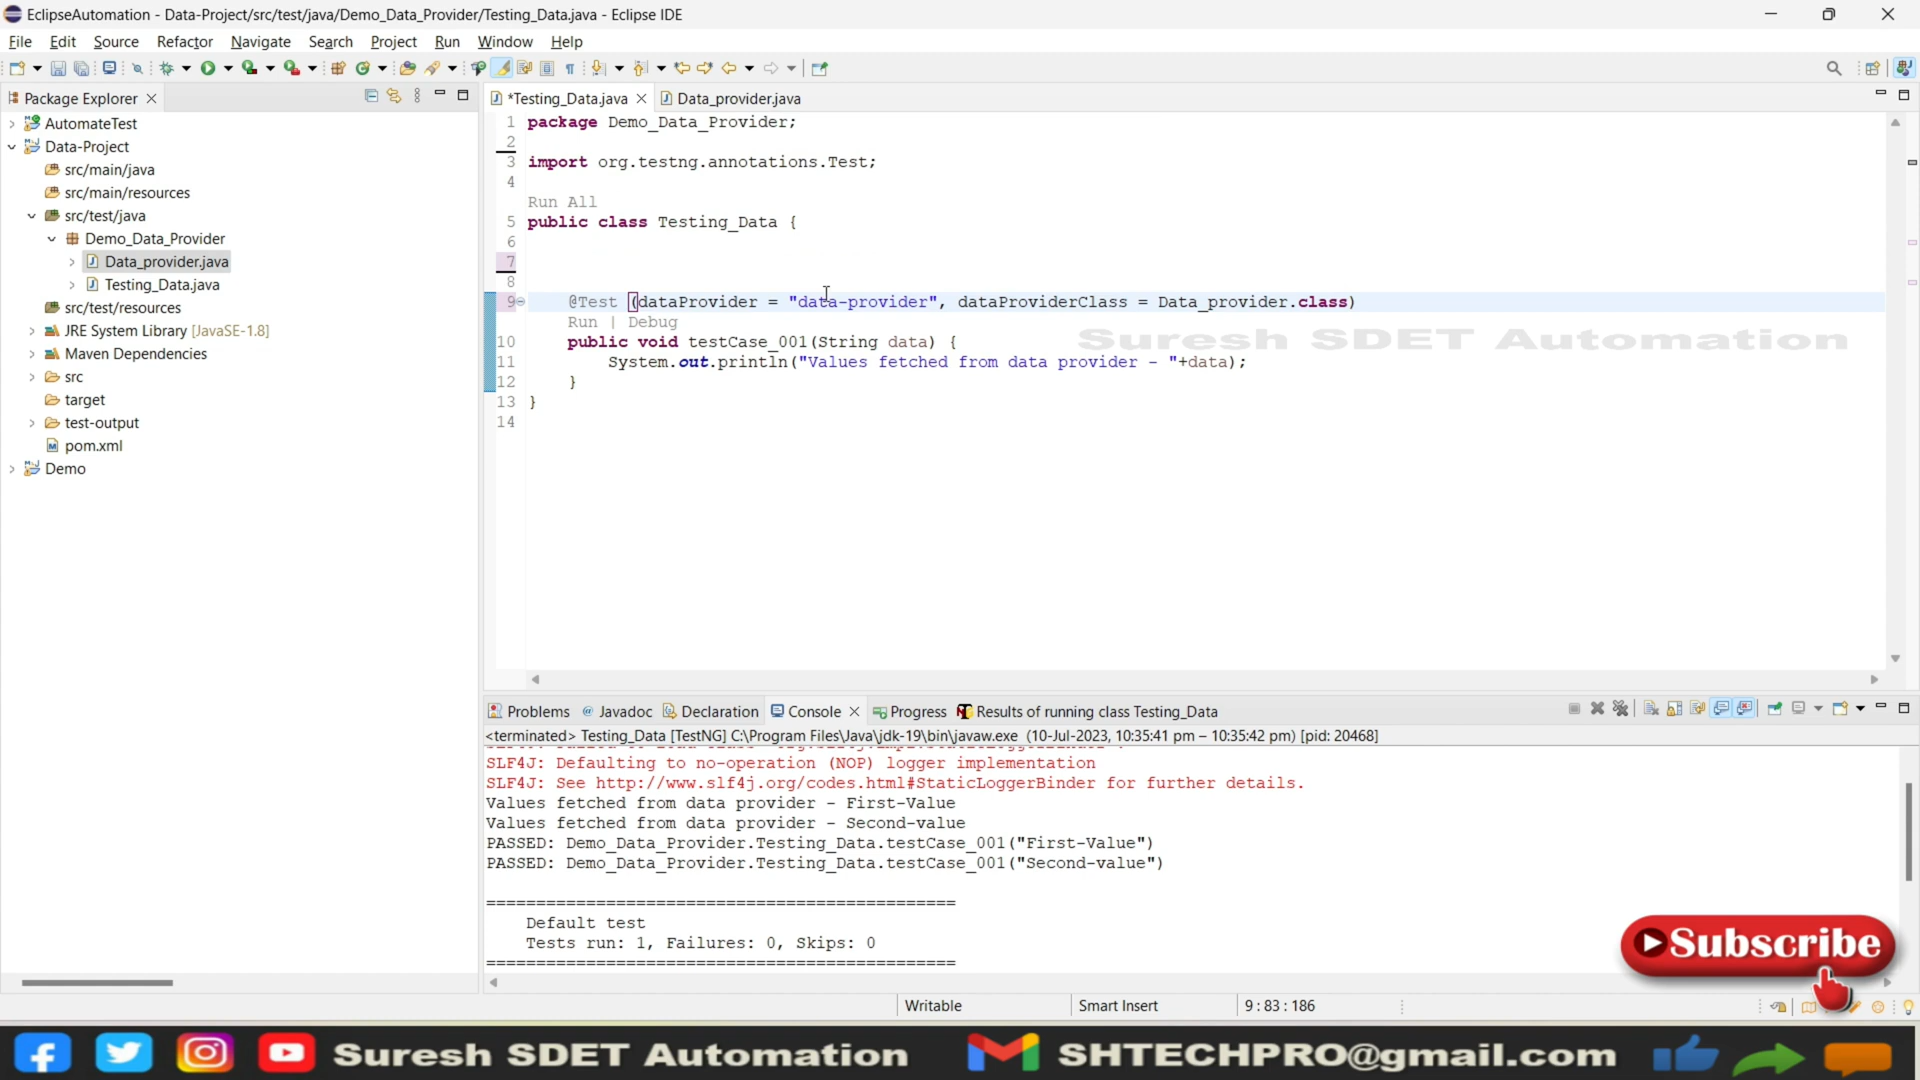 EclipseAutomation - Data-Project/src/test/java/Demo_Data_Provider/Testing_Data.java - Eclipse IDE
File Edit Source Refactor Navigate Search Project Run Window Help
Package Explorer
AutomateTest
Data-Project
src/main/java
src/main/resources
src/test/java
Demo_Data_Provider
Data_provider.java
Testing_Data.java
src/test/resources
JRE System Library [JavaSE-1.8]
Maven Dependencies
src
target
test-output
pom.xml
Demo
*Testing_Data.java Data_provider.java
1 package Demo_Data_Provider;
2
3 import org.testng.annotations.Test;
4
Run All
5 public class Testing_Data {
6
7
8
9 @Test (dataProvider = "data-provider", dataProviderClass = Data_provider.class)
Run | Debug
10 public void testCase_001(String data) {
11 System.out.println("Values fetched from data provider - "+data);
12 }
13 }
14
Suresh SDET Automation
Problems Javadoc Declaration Console Progress Results of running class Testing_Data
<terminated> Testing_Data [TestNG] C:\Program Files\Java\jdk-19\bin\javaw.exe (10-Jul-2023, 10:35:41 pm – 10:35:42 pm) [pid: 20468]
SLF4J: Defaulting to no-operation (NOP) logger implementation
SLF4J: See http://www.slf4j.org/codes.html#StaticLoggerBinder for further details.
Values fetched from data provider - First-Value
Values fetched from data provider - Second-value
PASSED: Demo_Data_Provider.Testing_Data.testCase_001("First-Value")
PASSED: Demo_Data_Provider.Testing_Data.testCase_001("Second-value")
===============================================
Default test
Tests run: 1, Failures: 0, Skips: 0
===============================================
Subscribe
Writable Smart Insert 9 : 83 : 186
Suresh SDET Automation SHTECHPRO@gmail.com